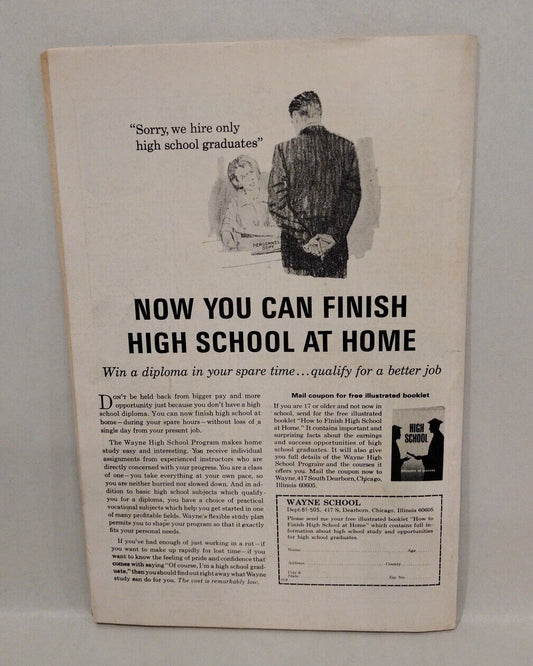 "Sorry, we hire only
high school graduates"
PERSONNEL
DEPT.
NOW YOU CAN FINISH
HIGH SCHOOL AT HOME
Win a diploma in your spare time...qualify for a better job
Don't be held back from bigger pay and more
opportunity just because you don't have a high
school diploma. You can now finish high school at
home—during your spare hours—without loss of a
single day from your present job.
The Wayne High School Program makes home
study easy and interesting. You receive individual
assignments from experienced instructors who are
directly concerned with your progress. You are a class
of one—you take everything at your own pace, so
you are neither hurried nor slowed down. And in ad-
dition to basic high school subjects which qualify
you for a diploma, you have a choice of practical
vocational subjects which help you get started in one
of many profitable fields. Wayne's flexible study plan
permits you to shape your program so that it exactly
fits your personal needs.
If you've had enough of just working in a rut—if
you want to make up rapidly for lost time—if you
want to know the feeling of pride and confidence that
comes with saying "Of course, I'm a high school grad-
uate," then you should find out right away what Wayne
study can do for you. The cost is remarkably low.
Mail coupon for free illustrated booklet
If you are 17 or older and not now in
school, send for the free illustrated
booklet "How to Finish High School
at Home." It contains important and
surprising facts about the earnings
and success opportunities of high
school graduates. It will also give
you full details of the Wayne High
School Program and the courses it
offers you. Mail the coupon now to
Wayne, 417 South Dearborn, Chicago,
Illinois 60605.
HIGH
SCHOOL
WAYNE SCHOOL
Dept. 61-505, 417 S. Dearborn, Chicago, Illinois 60605
Please send me your free illustrated booklet "How to
Finish High School at Home" which contains full in-
formation about high school study and opportunities
for high school graduates.
Name Age
Address County
City &
State Zip No.